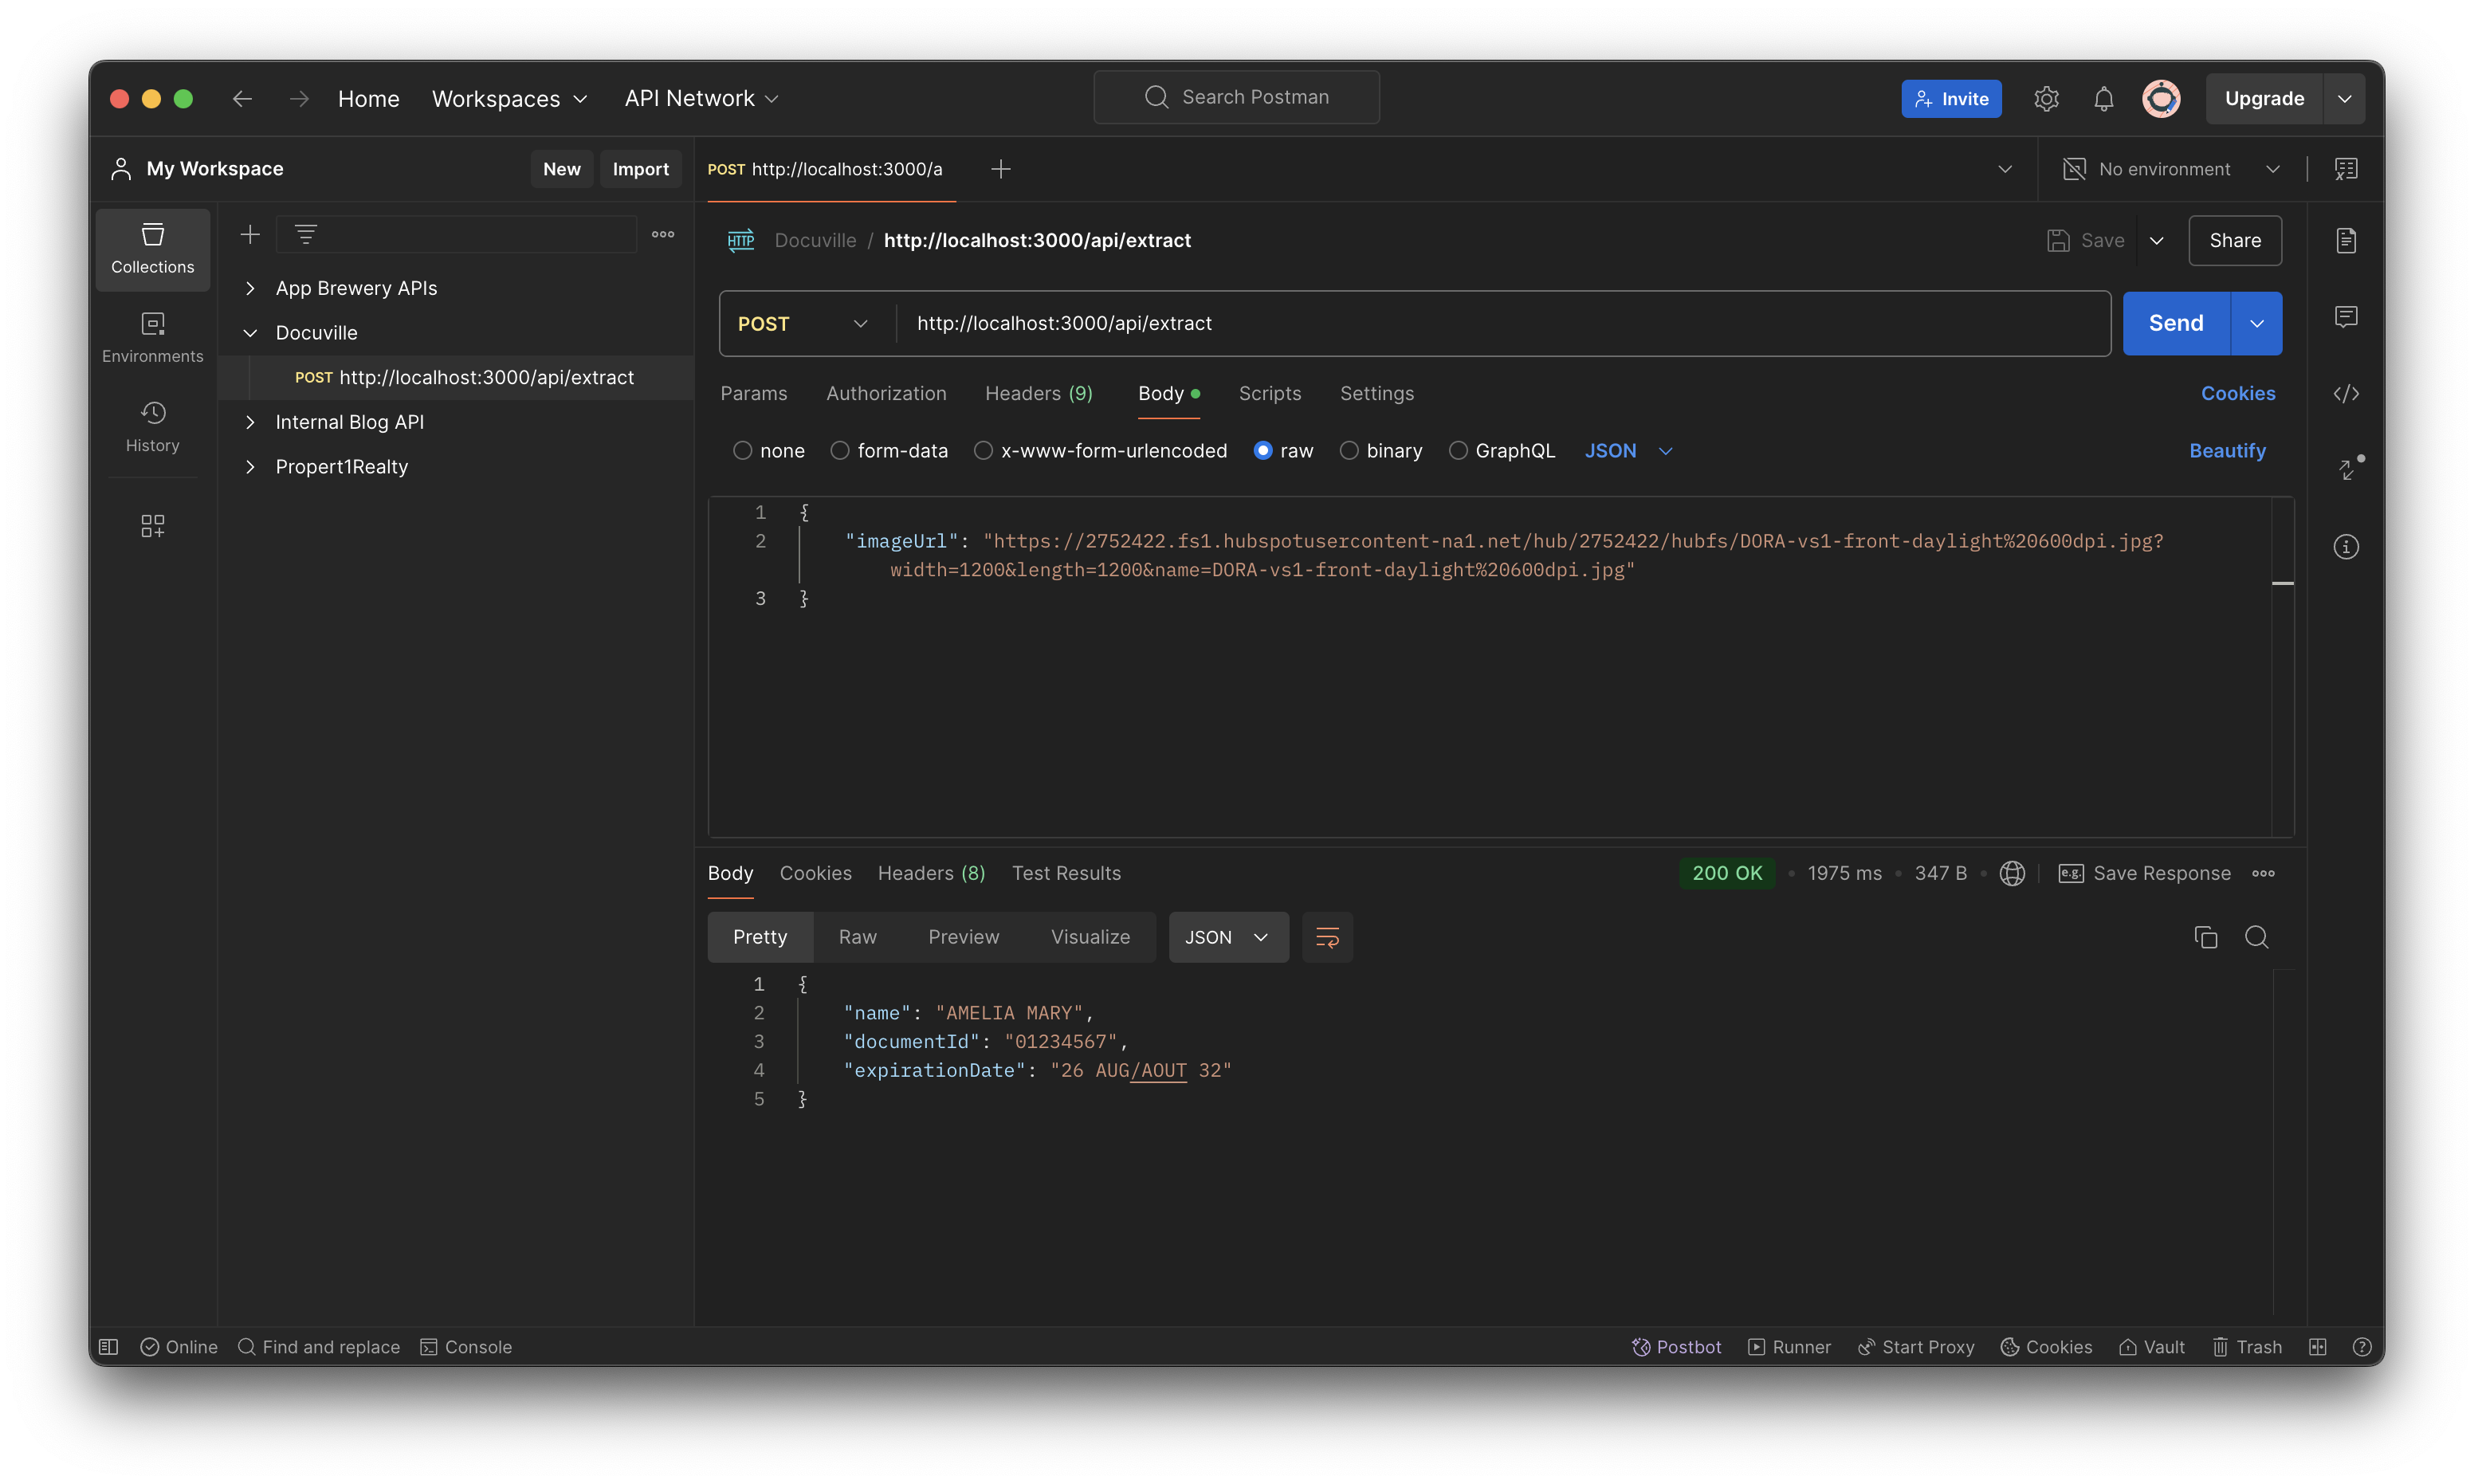 Home Workspaces API Network Search Postman Invite Upgrade
My Workspace New Import POST http://localhost:3000/a No environment
Collections
Environments
History
App Brewery APIs
Docuville
POST http://localhost:3000/api/extract
Internal Blog API
Propert1Realty
HTTP Docuville / http://localhost:3000/api/extract Save Share
POST http://localhost:3000/api/extract Send
Params Authorization Headers (9) Body Scripts Settings Cookies
none form-data x-www-form-urlencoded raw binary GraphQL JSON Beautify
1 {
2 "imageUrl": "https://2752422.fs1.hubspotusercontent-na1.net/hub/2752422/hubfs/DORA-vs1-front-daylight%20600dpi.jpg?
width=1200&length=1200&name=DORA-vs1-front-daylight%20600dpi.jpg"
3 }
Body Cookies Headers (8) Test Results 200 OK • 1975 ms • 347 B • e.g. Save Response
Pretty Raw Preview Visualize JSON
1 {
2 "name": "AMELIA MARY",
3 "documentId": "01234567",
4 "expirationDate": "26 AUG/AOUT 32"
5 }
Online Find and replace Console Postbot Runner Start Proxy Cookies Vault Trash